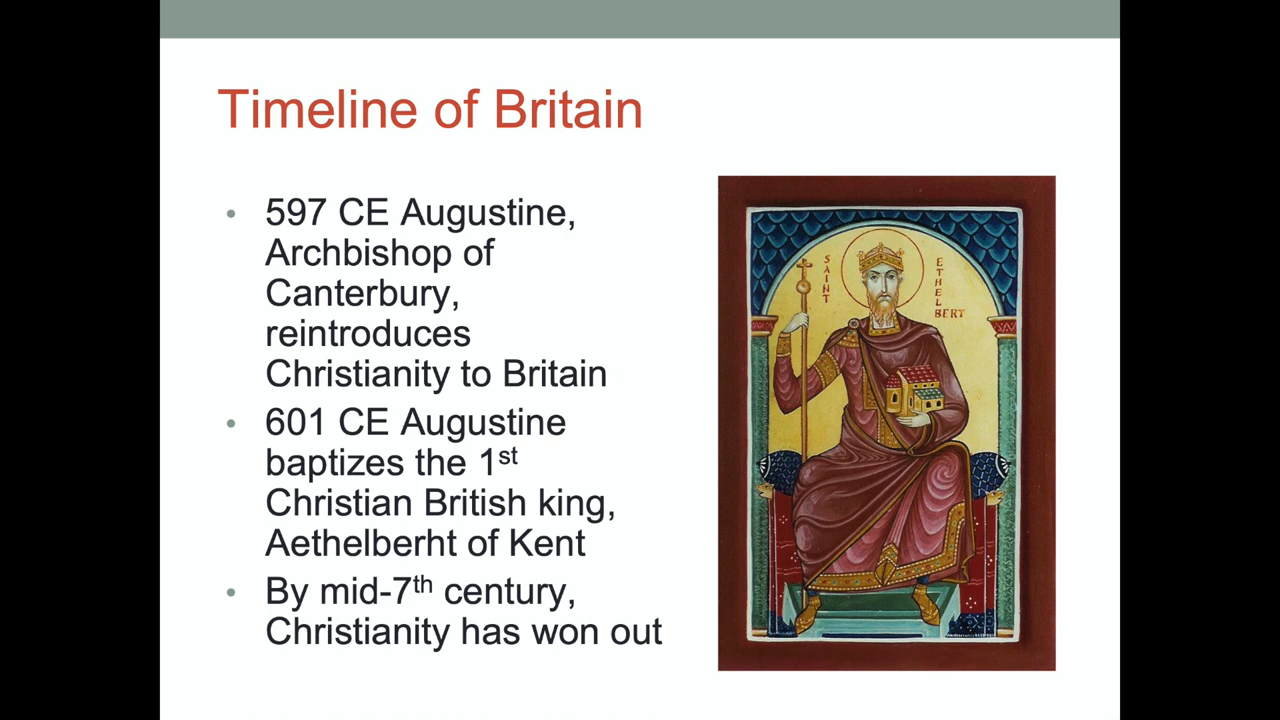 Timeline of Britain
• 597 CE Augustine,
Archbishop of
Canterbury,
reintroduces
Christianity to Britain
• 601 CE Augustine
baptizes the 1st
Christian British king,
Aethelberht of Kent
• By mid-7th century,
Christianity has won out
SAINT
ETHELBERT